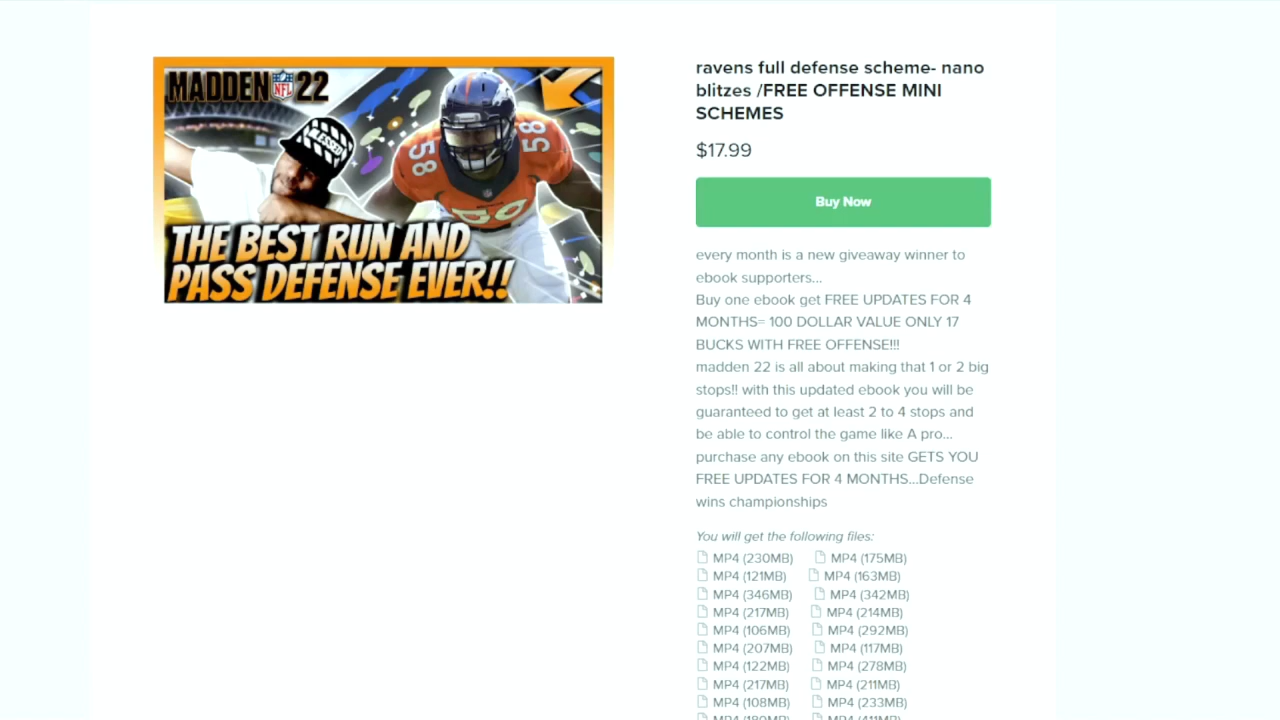 MADDEN NFL 22
58
58
58
THE BEST RUN AND
PASS DEFENSE EVER!!
ravens full defense scheme- nano
blitzes /FREE OFFENSE MINI
SCHEMES
$17.99
Buy Now
every month is a new giveaway winner to
ebook supporters...
Buy one ebook get FREE UPDATES FOR 4
MONTHS= 100 DOLLAR VALUE ONLY 17
BUCKS WITH FREE OFFENSE!!!
madden 22 is all about making that 1 or 2 big
stops!! with this updated ebook you will be
guaranteed to get at least 2 to 4 stops and
be able to control the game like A pro...
purchase any ebook on this site GETS YOU
FREE UPDATES FOR 4 MONTHS...Defense
wins championships
You will get the following files:
MP4 (230MB) MP4 (175MB)
MP4 (121MB) MP4 (163MB)
MP4 (346MB) MP4 (342MB)
MP4 (217MB) MP4 (214MB)
MP4 (106MB) MP4 (292MB)
MP4 (207MB) MP4 (117MB)
MP4 (122MB) MP4 (278MB)
MP4 (217MB) MP4 (211MB)
MP4 (108MB) MP4 (233MB)